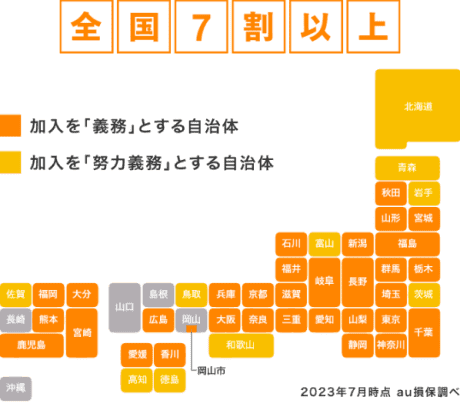 全国7割以上
北海道
加入を「義務」とする自治体
加入を「努力義務」とする自治体
青森
秋田 岩手
山形 宮城
石川 富山 新潟 福島
福井 岐阜 長野 群馬 栃木
佐賀 福岡 大分 山口 島根 鳥取 兵庫 京都 滋賀 埼玉 茨城
長崎 熊本 宮崎 広島 岡山 大阪 奈良 三重 愛知 山梨 東京 千葉
鹿児島 和歌山 静岡 神奈川
愛媛 香川
岡山市
高知 徳島
沖縄
2023年7月時点 au損保調べ